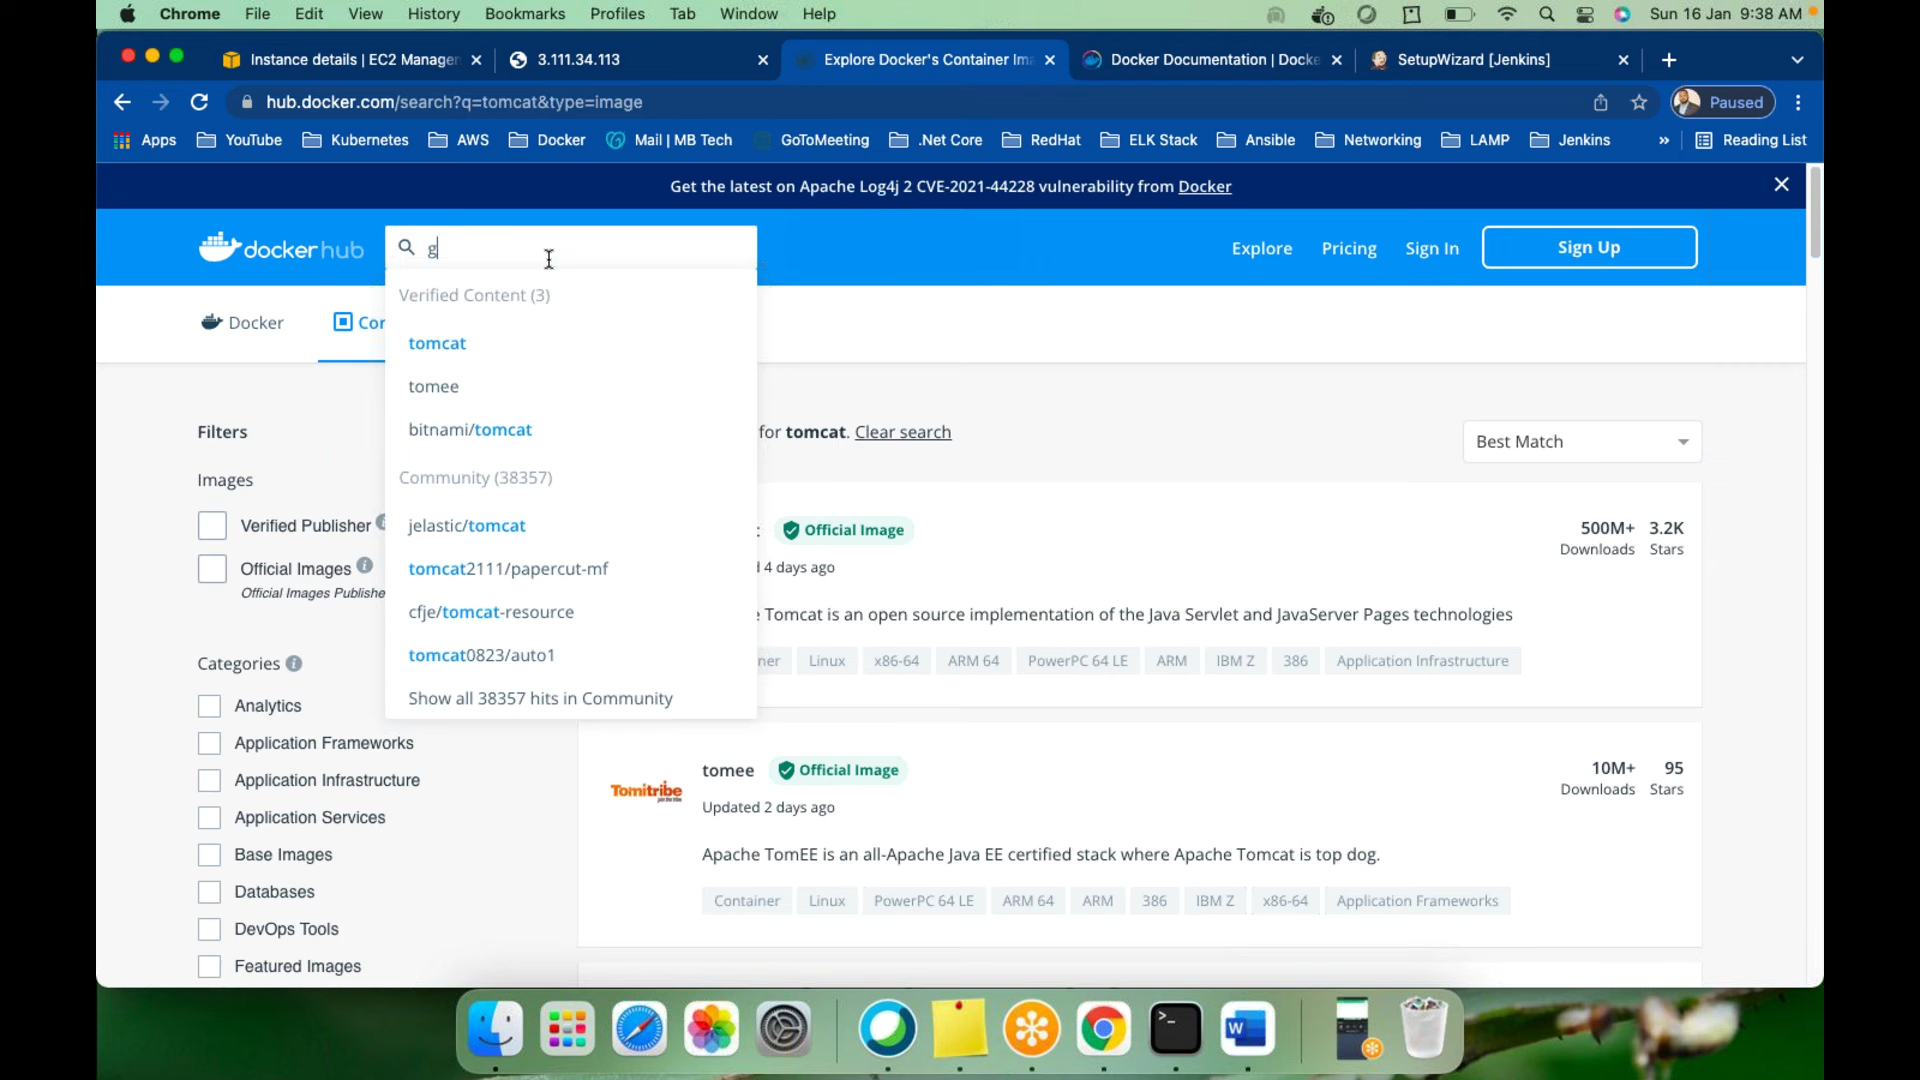 Chrome File Edit View History Bookmarks Profiles Tab Window Help Sun 16 Jan 9:38 AM
Instance details | EC2 Manager 3.111.34.113 Explore Docker's Container Ima Docker Documentation | Docke SetupWizard [Jenkins]
hub.docker.com/search?q=tomcat&type=image Paused
Apps YouTube Kubernetes AWS Docker Mail | MB Tech GoToMeeting .Net Core RedHat ELK Stack Ansible Networking LAMP Jenkins » Reading List
Get the latest on Apache Log4j 2 CVE-2021-44228 vulnerability from Docker
dockerhub g Explore Pricing Sign In Sign Up
Verified Content (3)
Docker Cor
tomcat
tomee
bitnami/tomcat
Filters for tomcat. Clear search Best Match
Images Community (38357)
Verified Publisher jelastic/tomcat Official Image 500M+ 3.2K
Downloads Stars
Official Images tomcat2111/papercut-mf 4 days ago
Official Images Publishe
cfje/tomcat-resource Tomcat is an open source implementation of the Java Servlet and JavaServer Pages technologies
Categories tomcat0823/auto1 ner Linux x86-64 ARM 64 PowerPC 64 LE ARM IBM Z 386 Application Infrastructure
Analytics Show all 38357 hits in Community
Application Frameworks
tomee Official Image 10M+ 95
Application Infrastructure Downloads Stars
Updated 2 days ago
Application Services
Base Images Apache TomEE is an all-Apache Java EE certified stack where Apache Tomcat is top dog.
Databases Container Linux PowerPC 64 LE ARM 64 ARM 386 IBM Z x86-64 Application Frameworks
Tomitribe
DevOps Tools
Featured Images